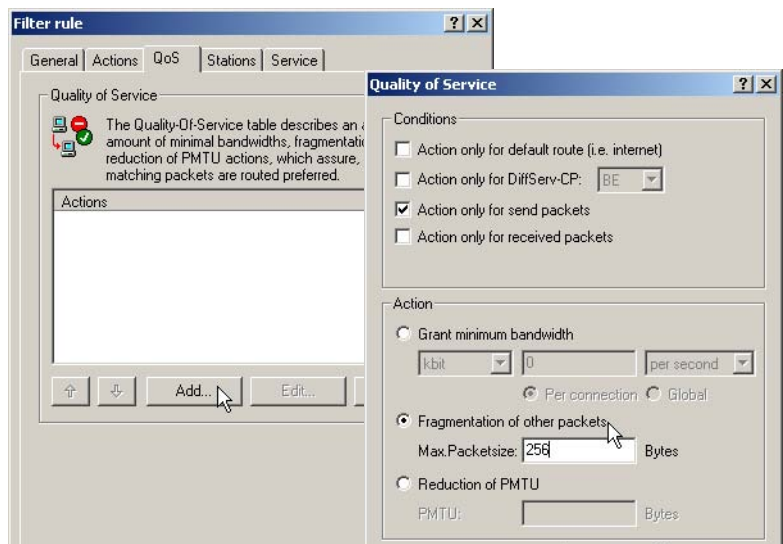 Filter rule
General Actions QoS Stations Service
Quality of Service
The Quality-Of-Service table describes an
amount of minimal bandwidths, fragmentati
reduction of PMTU actions, which assure,
matching packets are routed preferred.
Actions
Add... Edit...
Quality of Service
Conditions
Action only for default route (i.e. internet)
Action only for DiffServ-CP: BE
Action only for send packets
Action only for received packets
Action
Grant minimum bandwidth
kbit 0 per second
Per connection Global
Fragmentation of other packets
Max.Packetsize: 256 Bytes
Reduction of PMTU
PMTU: Bytes